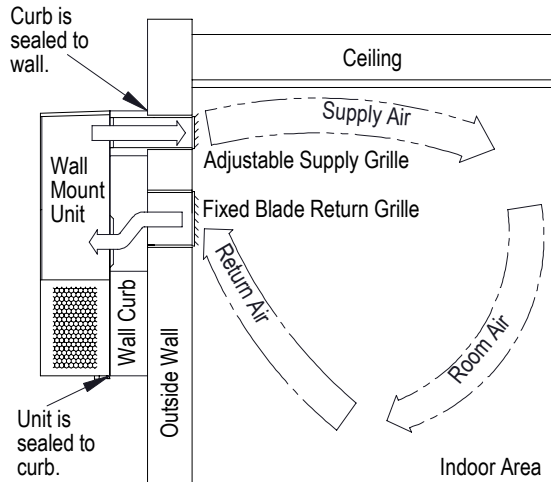 Curb is
sealed to
wall.
Ceiling
Supply Air
Adjustable Supply Grille
Wall
Mount
Unit
Fixed Blade Return Grille
Return Air
Room Air
Wall Curb
Outside Wall
Unit is
sealed to
curb.
Indoor Area